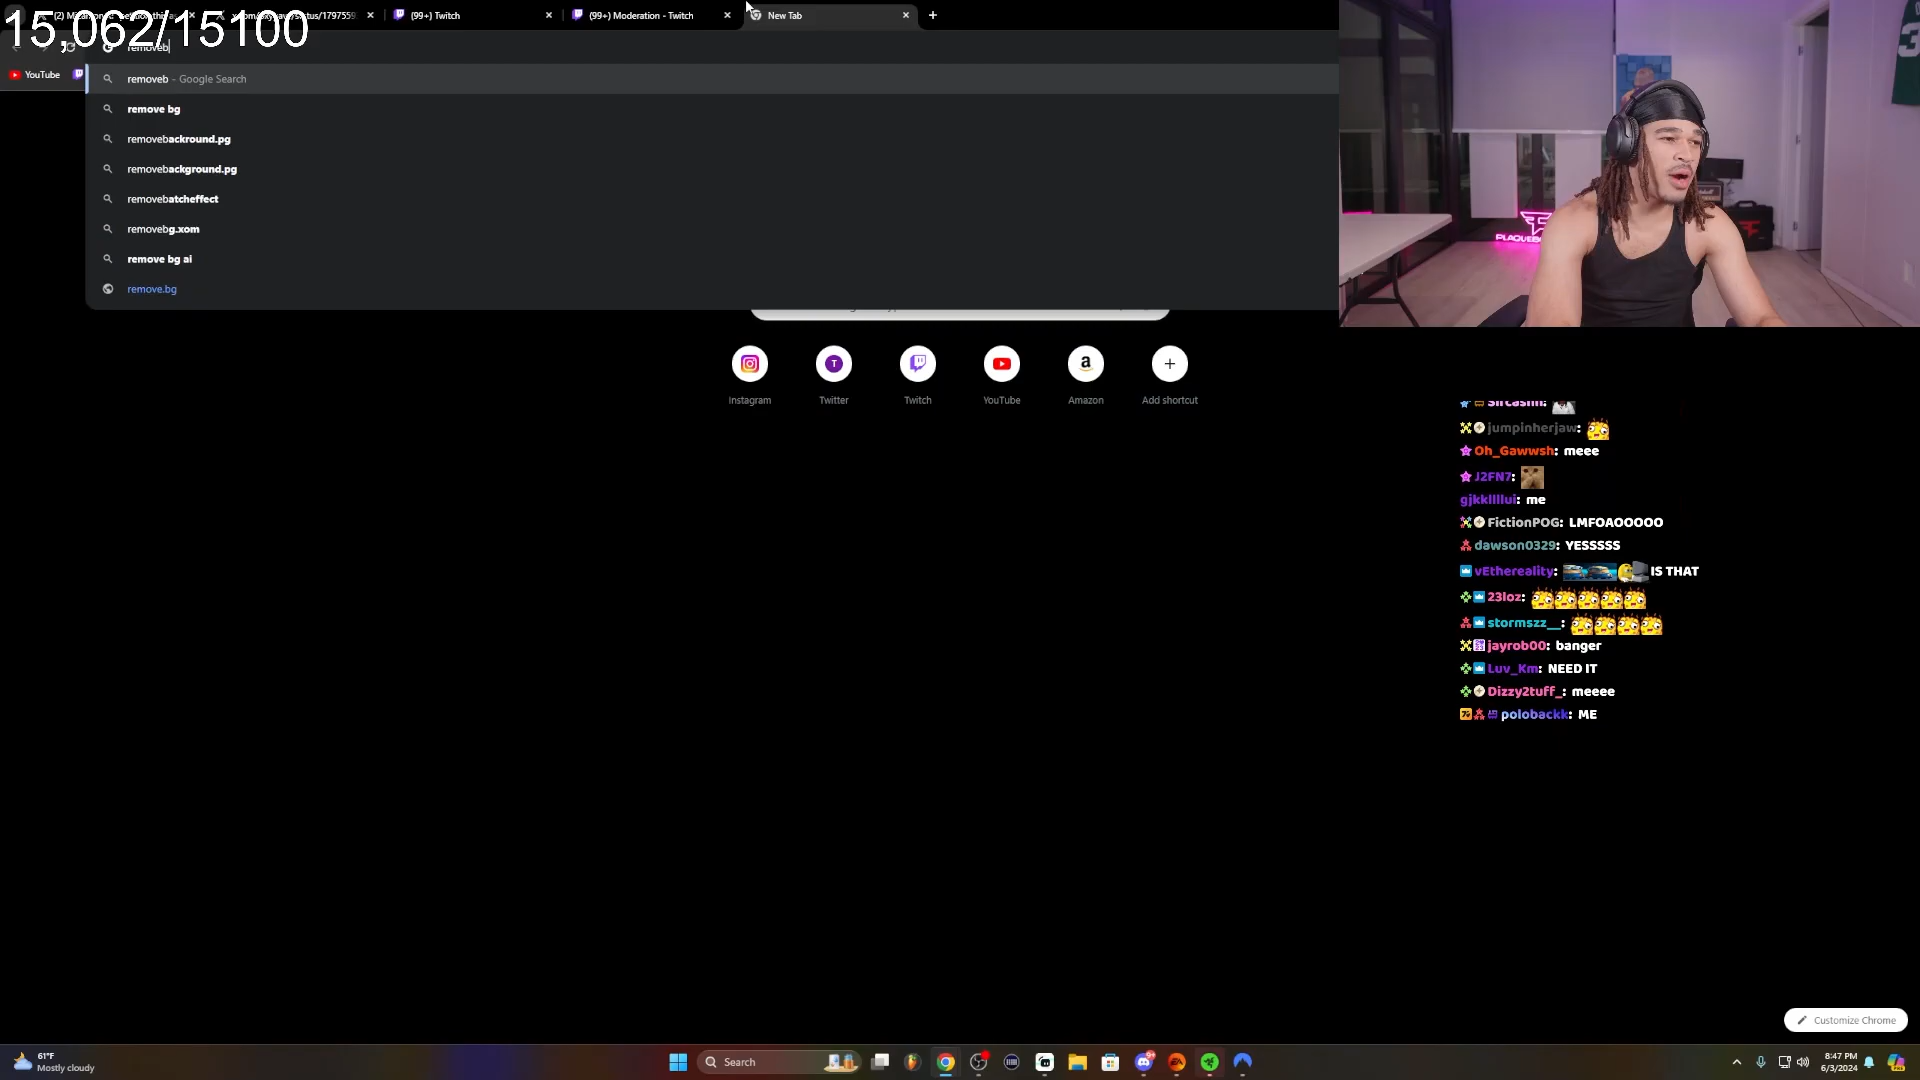 15,062/15100
(99+) Twitch
(99+) Moderation - Twitch
New Tab
removeb
YouTube
removeb - Google Search
remove bg
removebackround.pg
removebackground.pg
removebatcheffect
removebg.xom
remove bg ai
remove.bg
Instagram
Twitter
Twitch
YouTube
Amazon
Add shortcut
jumpinherjaw:
Oh_Gawwsh: meee
J2FN7:
gjkkllllui: me
FictionPOG: LMFOAOOOOO
dawson0329: YESSSSS
vEthereality: IS THAT
23loz:
stormszz__:
jayrob00: banger
Luv_Km: NEED IT
Dizzy2tuff_: meeee
polobackk: ME
Customize Chrome
61°F
Mostly cloudy
Search
8:47 PM
6/3/2024